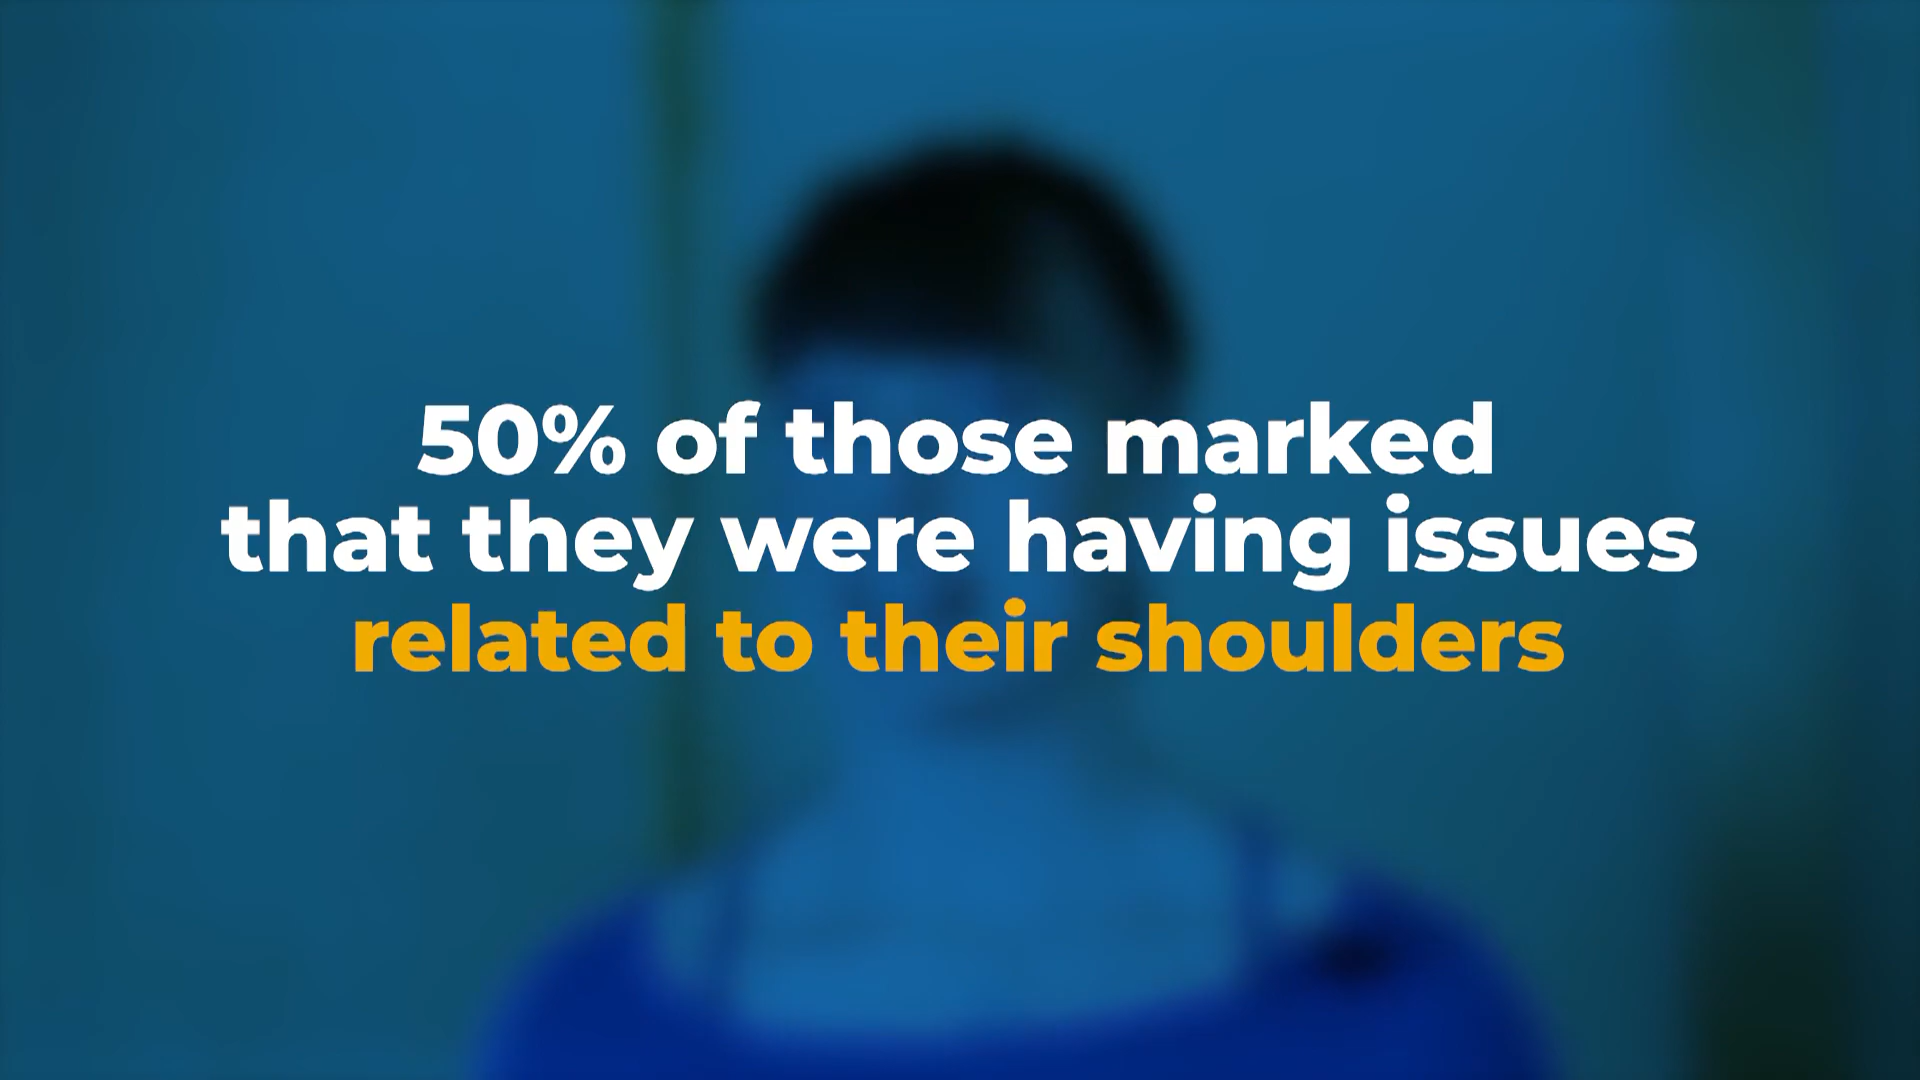 50% of those marked
that they were having issues
related to their shoulders